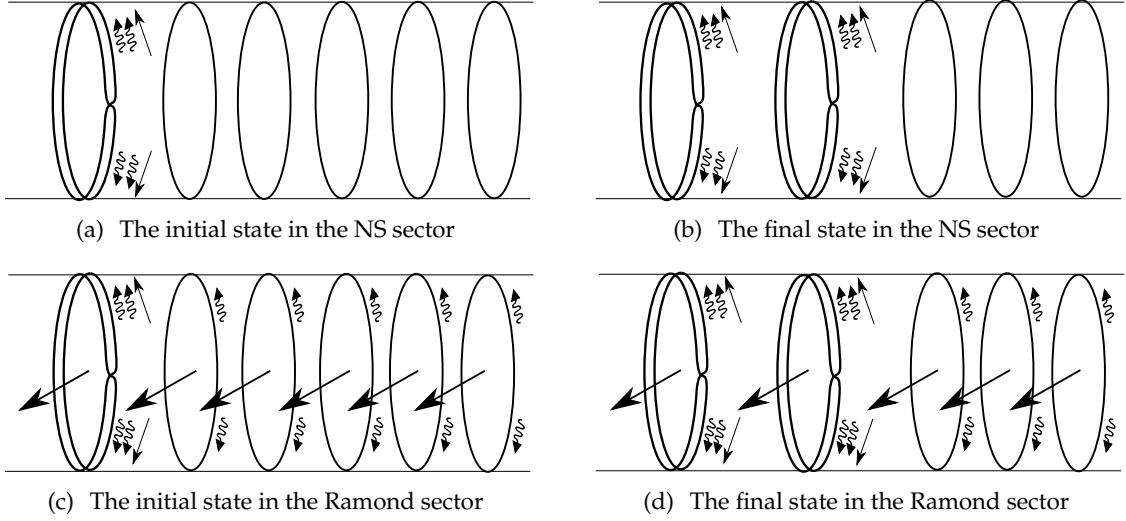 (a) The initial state in the NS sector
(b) The final state in the NS sector
(c) The initial state in the Ramond sector
(d) The final state in the Ramond sector